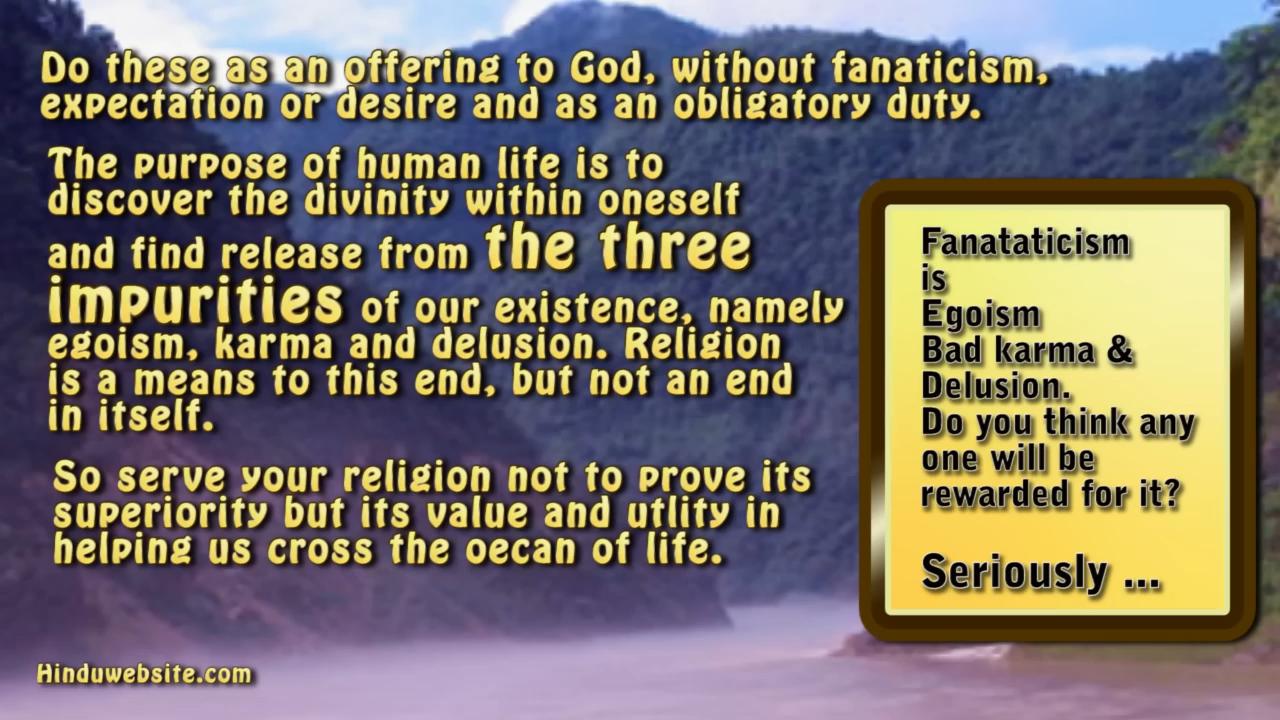 Do these as an offering to God, without fanaticism,
expectation or desire and as an obligatory duty.
The purpose of human life is to
discover the divinity within oneself
and find release from the three
impurities of our existence, namely
egoism, karma and delusion. Religion
is a means to this end, but not an end
in itself.
So serve your religion not to prove its
superiority but its value and utlity in
helping us cross the oecan of life.
Fanataticism
is
Egoism
Bad karma &
Delusion.
Do you think any
one will be
rewarded for it?
Seriously ...
Hinduwebsite.com